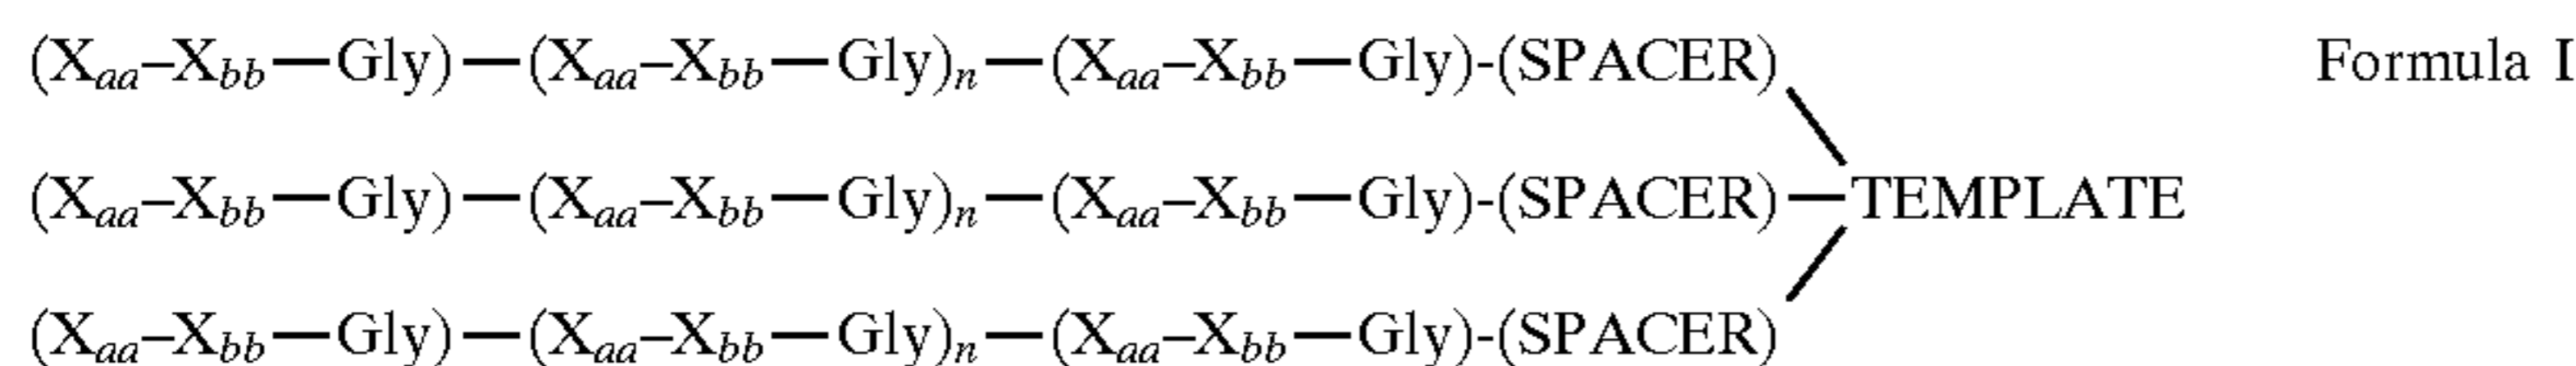 (Xaa–Xbb—Gly)—(Xaa–Xbb—Gly)n—(Xaa–Xbb—Gly)-(SPACER) Formula I
(Xaa–Xbb—Gly)—(Xaa–Xbb—Gly)n—(Xaa–Xbb—Gly)-(SPACER)—TEMPLATE
(Xaa–Xbb—Gly)—(Xaa–Xbb—Gly)n—(Xaa–Xbb—Gly)-(SPACER)